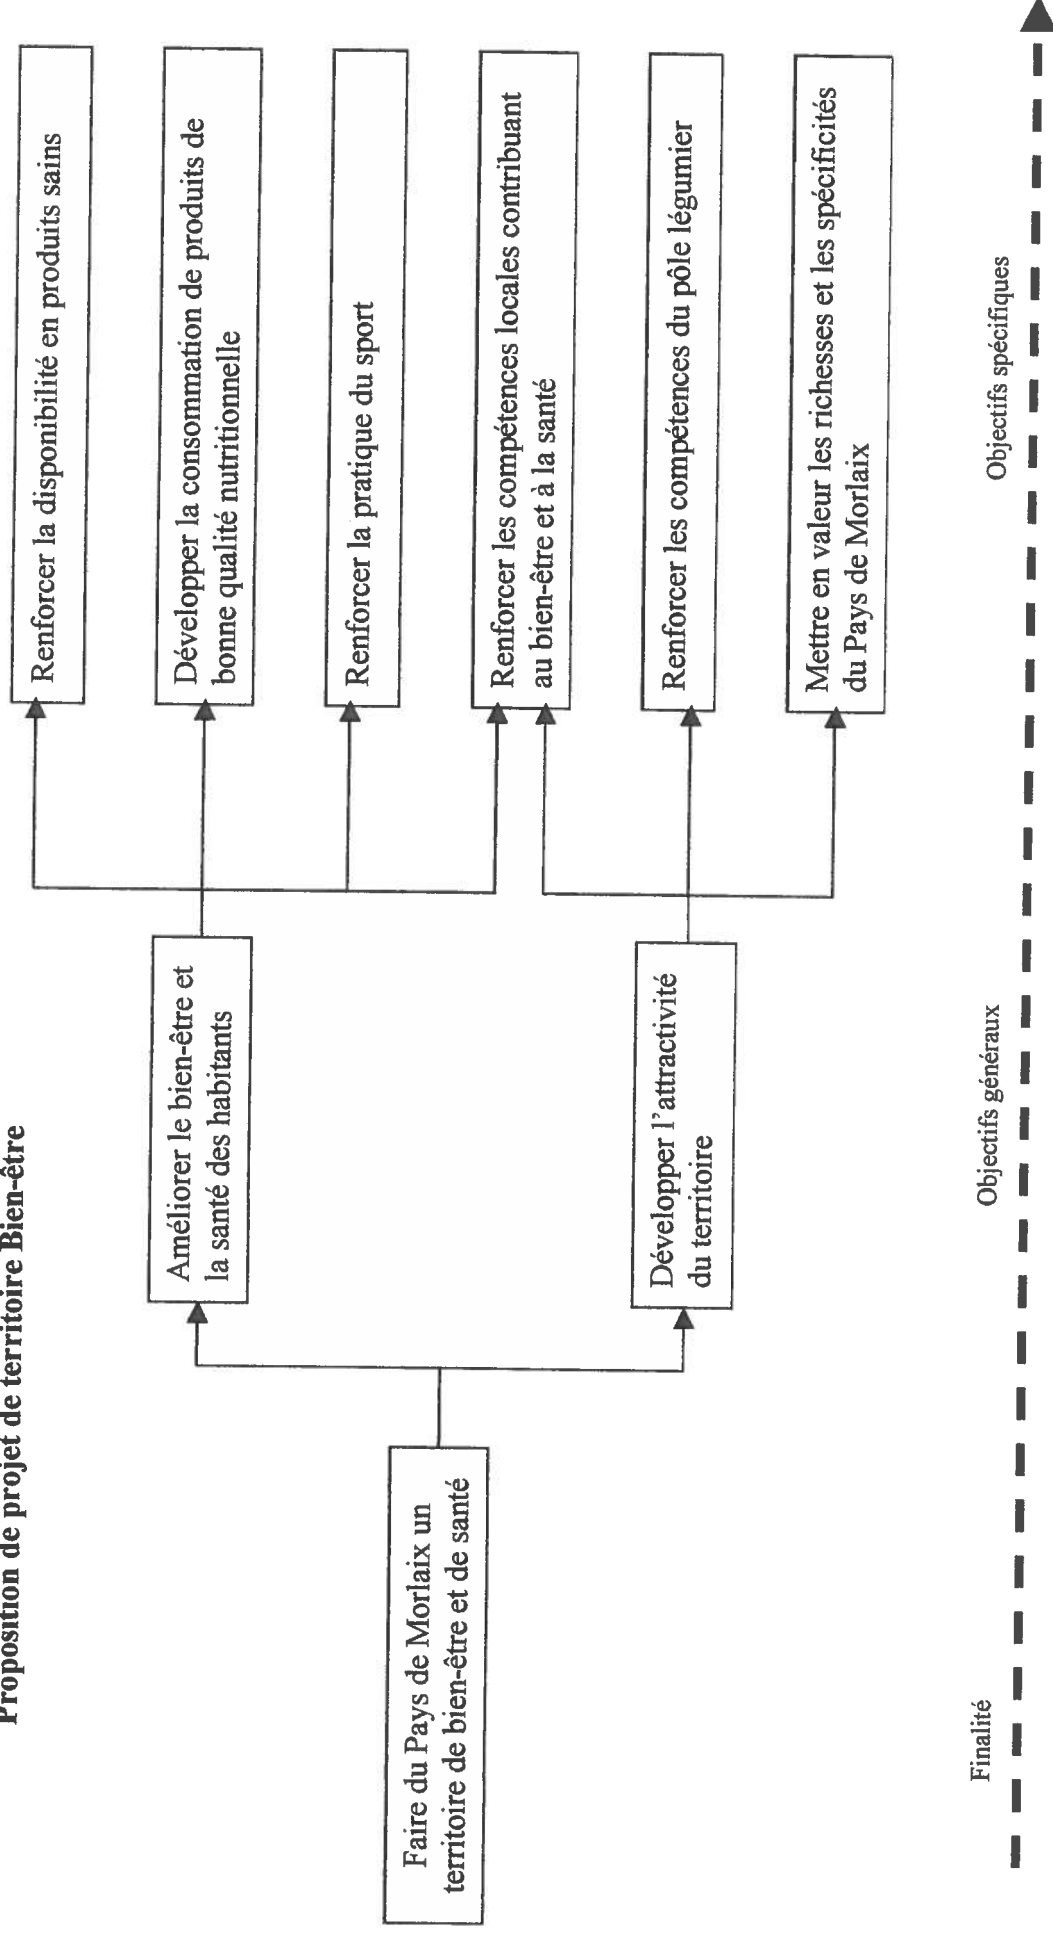 Proposition de projet de territoire Bien-être
Faire du Pays de Morlaix un
territoire de bien-être et de santé
Améliorer le bien-être et
la santé des habitants
Développer l'attractivité
du territoire
Renforcer la disponibilité en produits sains
Développer la consommation de produits de
bonne qualité nutritionnelle
Renforcer la pratique du sport
Renforcer les compétences locales contribuant
au bien-être et à la santé
Renforcer les compétences du pôle légumier
Mettre en valeur les richesses et les spécificités
du Pays de Morlaix
Finalité
Objectifs généraux
Objectifs spécifiques